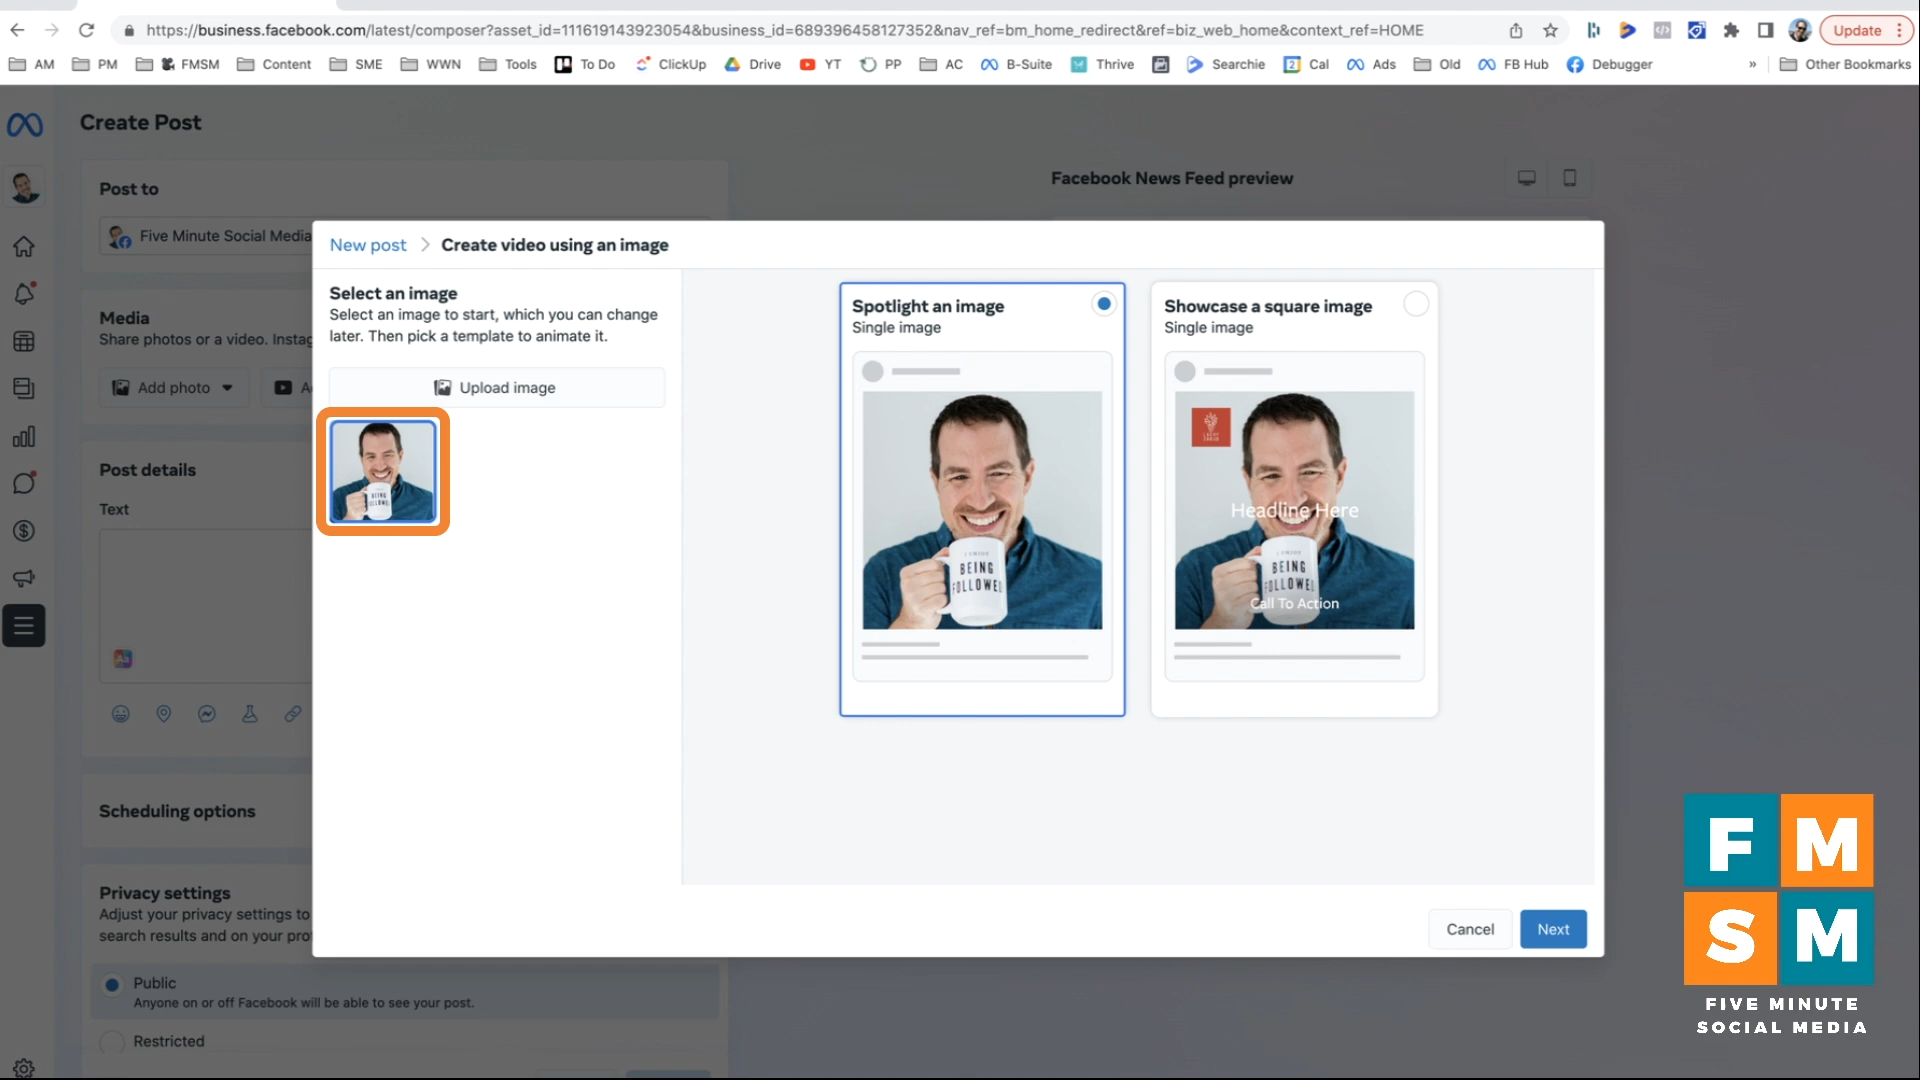 https://business.facebook.com/latest/composer?asset_id=111619143923054&business_id=689396458127352&nav_ref=bm_home_redirect&ref=biz_web_home&context_ref=HOME
Update
AM
PM
FMSM
Content
SME
WWN
Tools
To Do
ClickUp
Drive
YT
PP
AC
B-Suite
Thrive
Searchie
2
Cal
Ads
Old
FB Hub
Debugger
»
Other Bookmarks
Create Post
Post to
Five Minute Social Media
Media
Share photos or a video. Instag
Add photo
A
Post details
Text
Scheduling options
Privacy settings
Adjust your privacy settings to
search results and on your pro
Public
Anyone on or off Facebook will be able to see your post.
Restricted
Facebook News Feed preview
New post > Create video using an image
Select an image
Select an image to start, which you can change
later. Then pick a template to animate it.
Upload image
BEING
FOLLOWED
Spotlight an image
Single image
I ENJOY
BEING
FOLLOWED
Showcase a square image
Single image
Headline Here
I ENJOY
BEING
FOLLOWED
Call To Action
Cancel
Next
F M
S M
FIVE MINUTE
SOCIAL MEDIA